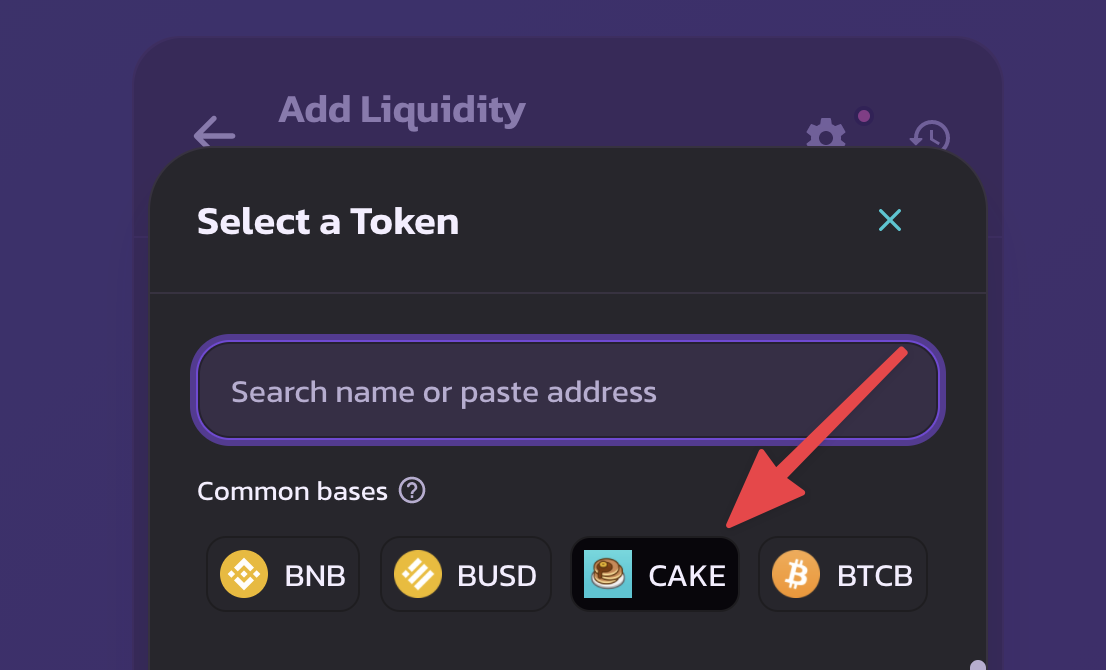 Add Liquidity
Select a Token
Search name or paste address
Common bases ?
BNB BUSD CAKE BTCB